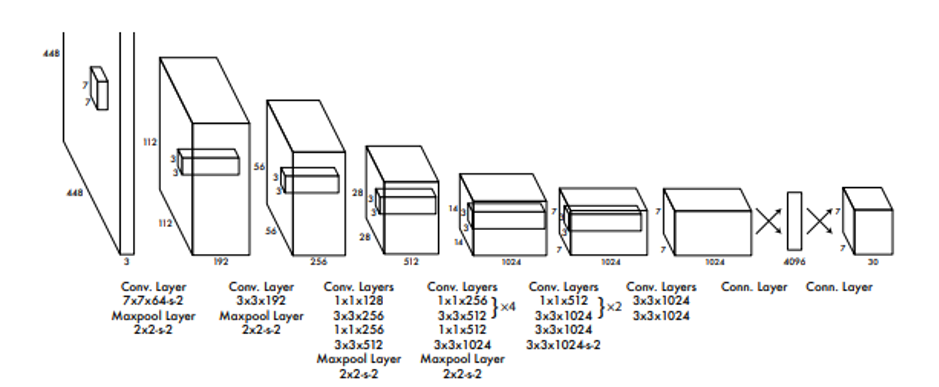 448
7
7
448
3
112
3
3
112
192
56
3
3
56
256
28
3
3
28
512
14
3
3
14
1024
7
3
3
7
1024
7
7
1024
4096
7
7
30
Conv. Layer
7x7x64-s-2
Maxpool Layer
2x2-s-2
Conv. Layer
3x3x192
Maxpool Layer
2x2-s-2
Conv. Layers
1x1x128
3x3x256
1x1x256
3x3x512
Maxpool Layer
2x2-s-2
Conv. Layers
1x1x256
3x3x512
}×4
1x1x512
3x3x1024
Maxpool Layer
2x2-s-2
Conv. Layers
1x1x512
3x3x1024
}×2
3x3x1024
3x3x1024-s-2
Conv. Layers
3x3x1024
3x3x1024
Conn. Layer
Conn. Layer